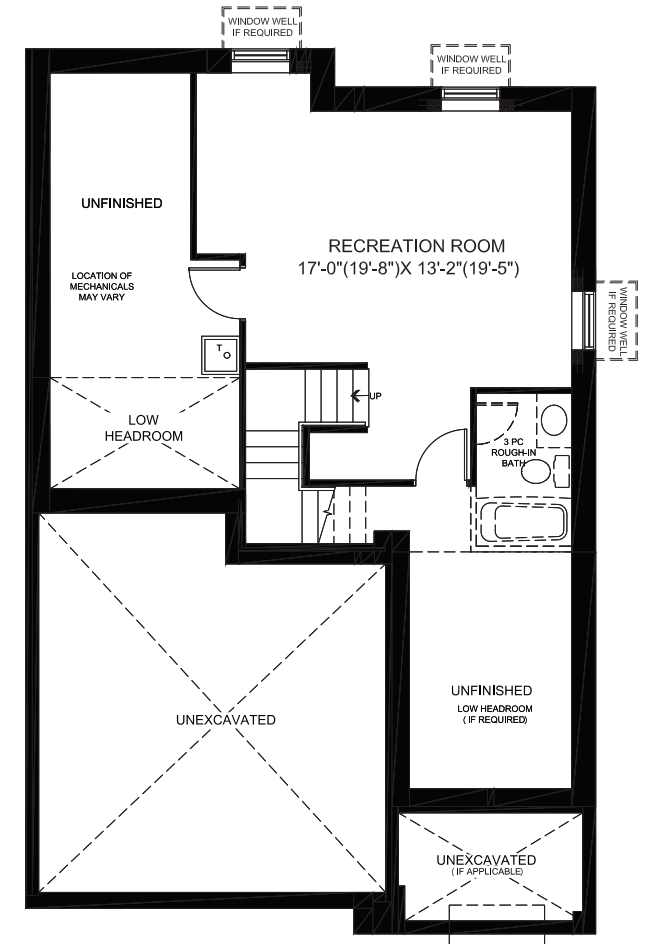 WINDOW WELL
IF REQUIRED
WINDOW WELL
IF REQUIRED
UNFINISHED
RECREATION ROOM
17'-0"(19'-8")X 13'-2"(19'-5")
LOCATION OF
MECHANICALS
MAY VARY
WINDOW WELL
IF REQUIRED
T
UP
LOW
HEADROOM
3 PC
ROUGH-IN
BATH
UNFINISHED
LOW HEADROOM
( IF REQUIRED)
UNEXCAVATED
UNEXCAVATED
( IF APPLICABLE)